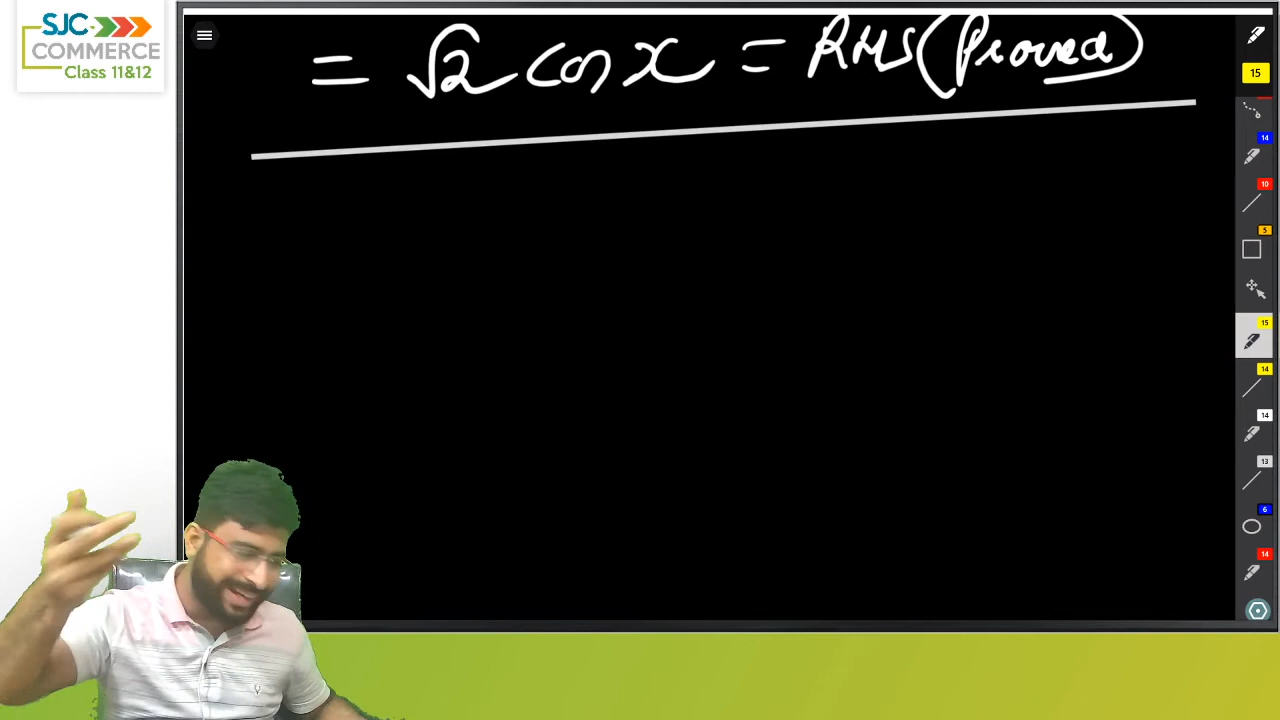 SJC
COMMERCE
Class 11&12
= √2 cos x = RHS (Proved)
15
14
10
5
15
14
14
13
6
14